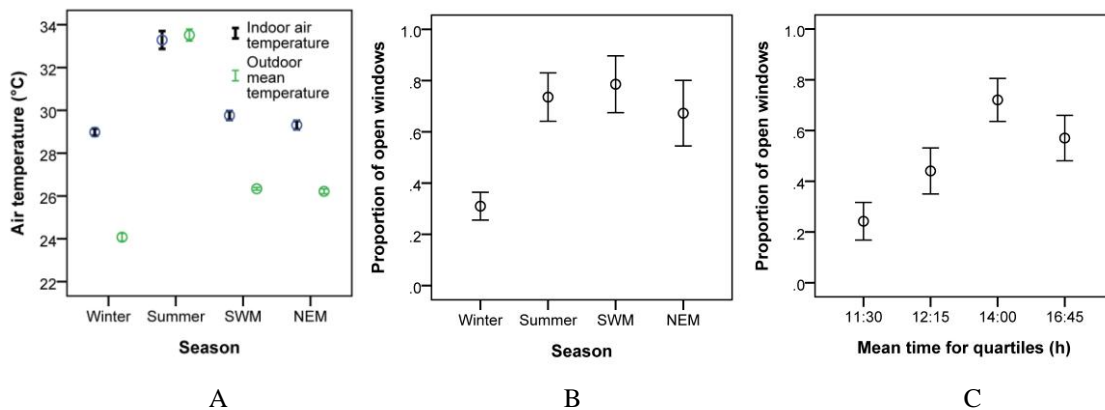 Air temperature (°C)
34
32
30
28
26
24
22
Indoor air
temperature
Outdoor
mean
temperature
Winter Summer SWM NEM
Season
A
Proportion of open windows
1.0
.8
.6
.4
.2
.0
Winter Summer SWM NEM
Season
B
Proportion of open windows
1.0
.8
.6
.4
.2
.0
11:30 12:15 14:00 16:45
Mean time for quartiles (h)
C